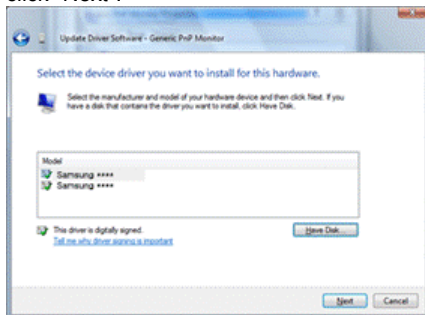 click "Next".
Update Driver Software - Generic PnP Monitor
Select the device driver you want to install for this hardware.
Select the manufacturer and model of your hardware device and then click Next. If you
have a disk that contains the driver you want to install, click Have Disk.
Model
Samsung ****
Samsung ****
This driver is digitally signed.
Have Disk...
Tell me why driver signing is important
Next Cancel